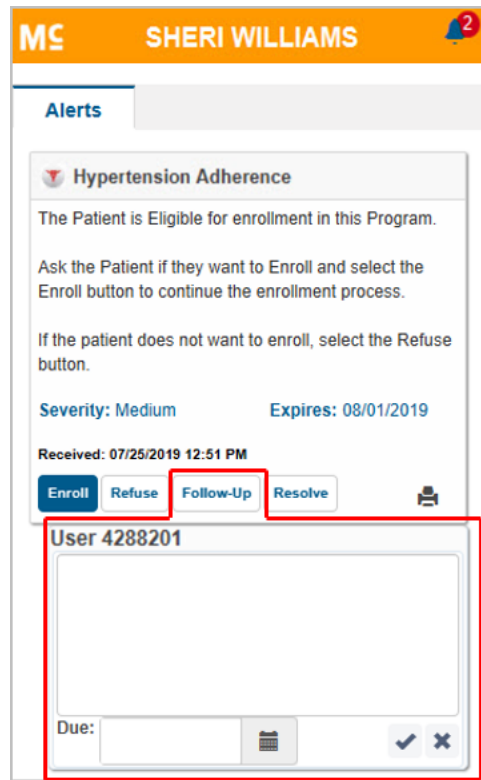 MC SHERI WILLIAMS 2
Alerts
Hypertension Adherence
The Patient is Eligible for enrollment in this Program.
Ask the Patient if they want to Enroll and select the
Enroll button to continue the enrollment process.
If the patient does not want to enroll, select the Refuse
button.
Severity: Medium Expires: 08/01/2019
Received: 07/25/2019 12:51 PM
Enroll Refuse Follow-Up Resolve
User 4288201
Due: